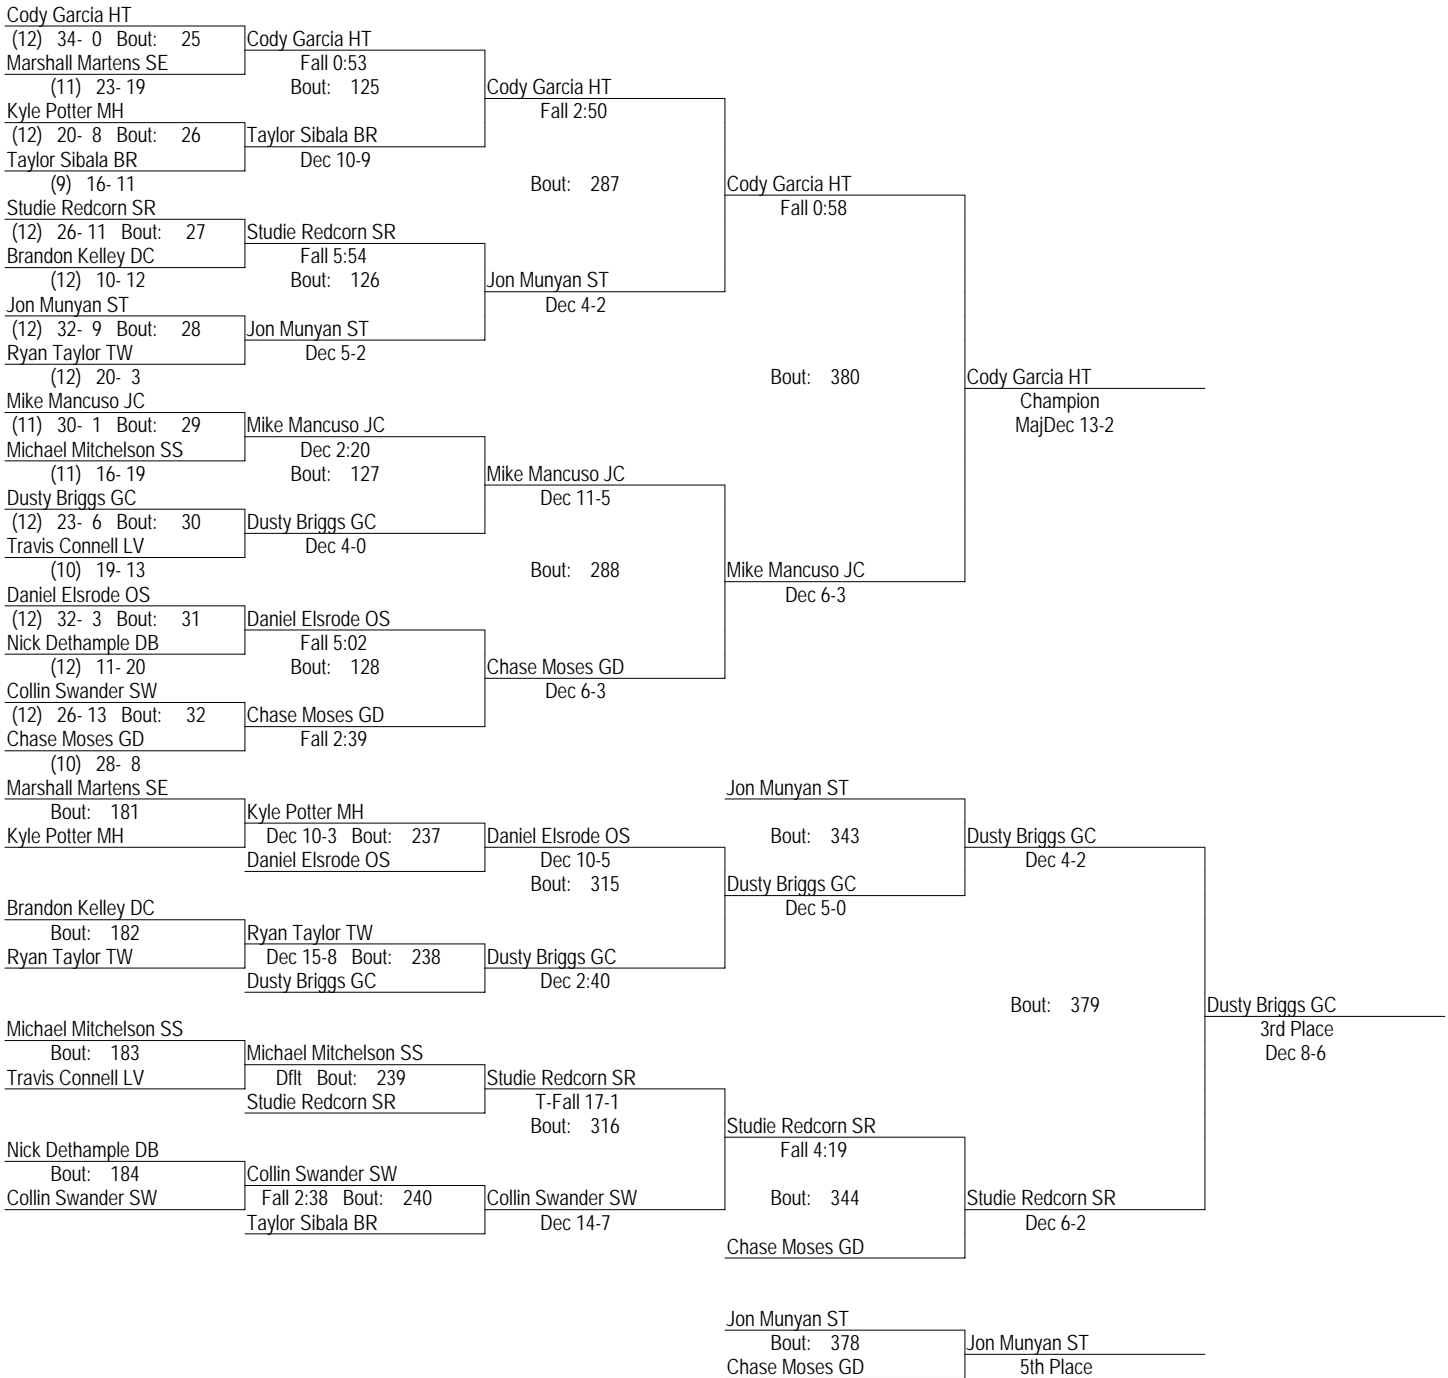 Cody Garcia HT
(12) 34- 0 Bout: 25 Cody Garcia HT
Marshall Martens SE Fall 0:53
(11) 23- 19 Bout: 125 Cody Garcia HT
Kyle Potter MH Fall 2:50
(12) 20- 8 Bout: 26 Taylor Sibala BR
Taylor Sibala BR Dec 10-9
(9) 16- 11 Bout: 287 Cody Garcia HT
Studie Redcorn SR Fall 0:58
(12) 26- 11 Bout: 27 Studie Redcorn SR
Brandon Kelley DC Fall 5:54
(12) 10- 12 Bout: 126 Jon Munyan ST
Jon Munyan ST Dec 4-2
(12) 32- 9 Bout: 28 Jon Munyan ST
Ryan Taylor TW Dec 5-2
(12) 20- 3 Bout: 380 Cody Garcia HT
Mike Mancuso JC Champion
(11) 30- 1 Bout: 29 Mike Mancuso JC MajDec 13-2
Michael Mitchelson SS Dec 2:20
(11) 16- 19 Bout: 127 Mike Mancuso JC
Dusty Briggs GC Dec 11-5
(12) 23- 6 Bout: 30 Dusty Briggs GC
Travis Connell LV Dec 4-0
(10) 19- 13 Bout: 288 Mike Mancuso JC
Daniel Elsrode OS Dec 6-3
(12) 32- 3 Bout: 31 Daniel Elsrode OS
Nick Dethample DB Fall 5:02
(12) 11- 20 Bout: 128 Chase Moses GD
Collin Swander SW Dec 6-3
(12) 26- 13 Bout: 32 Chase Moses GD
Chase Moses GD Fall 2:39
(10) 28- 8
Marshall Martens SE Jon Munyan ST
Bout: 181 Kyle Potter MH
Kyle Potter MH Dec 10-3 Bout: 237 Daniel Elsrode OS Bout: 343 Dusty Briggs GC
Daniel Elsrode OS Dec 10-5 Dec 4-2
Bout: 315 Dusty Briggs GC
Brandon Kelley DC Dec 5-0
Bout: 182 Ryan Taylor TW
Ryan Taylor TW Dec 15-8 Bout: 238 Dusty Briggs GC
Dusty Briggs GC Dec 2:40
Bout: 379 Dusty Briggs GC
Michael Mitchelson SS 3rd Place
Bout: 183 Michael Mitchelson SS Dec 8-6
Travis Connell LV Dflt Bout: 239 Studie Redcorn SR
Studie Redcorn SR T-Fall 17-1
Bout: 316 Studie Redcorn SR
Nick Dethample DB Fall 4:19
Bout: 184 Collin Swander SW
Collin Swander SW Fall 2:38 Bout: 240 Collin Swander SW Bout: 344 Studie Redcorn SR
Taylor Sibala BR Dec 14-7 Dec 6-2
Chase Moses GD
Jon Munyan ST
Bout: 378 Jon Munyan ST
Chase Moses GD 5th Place